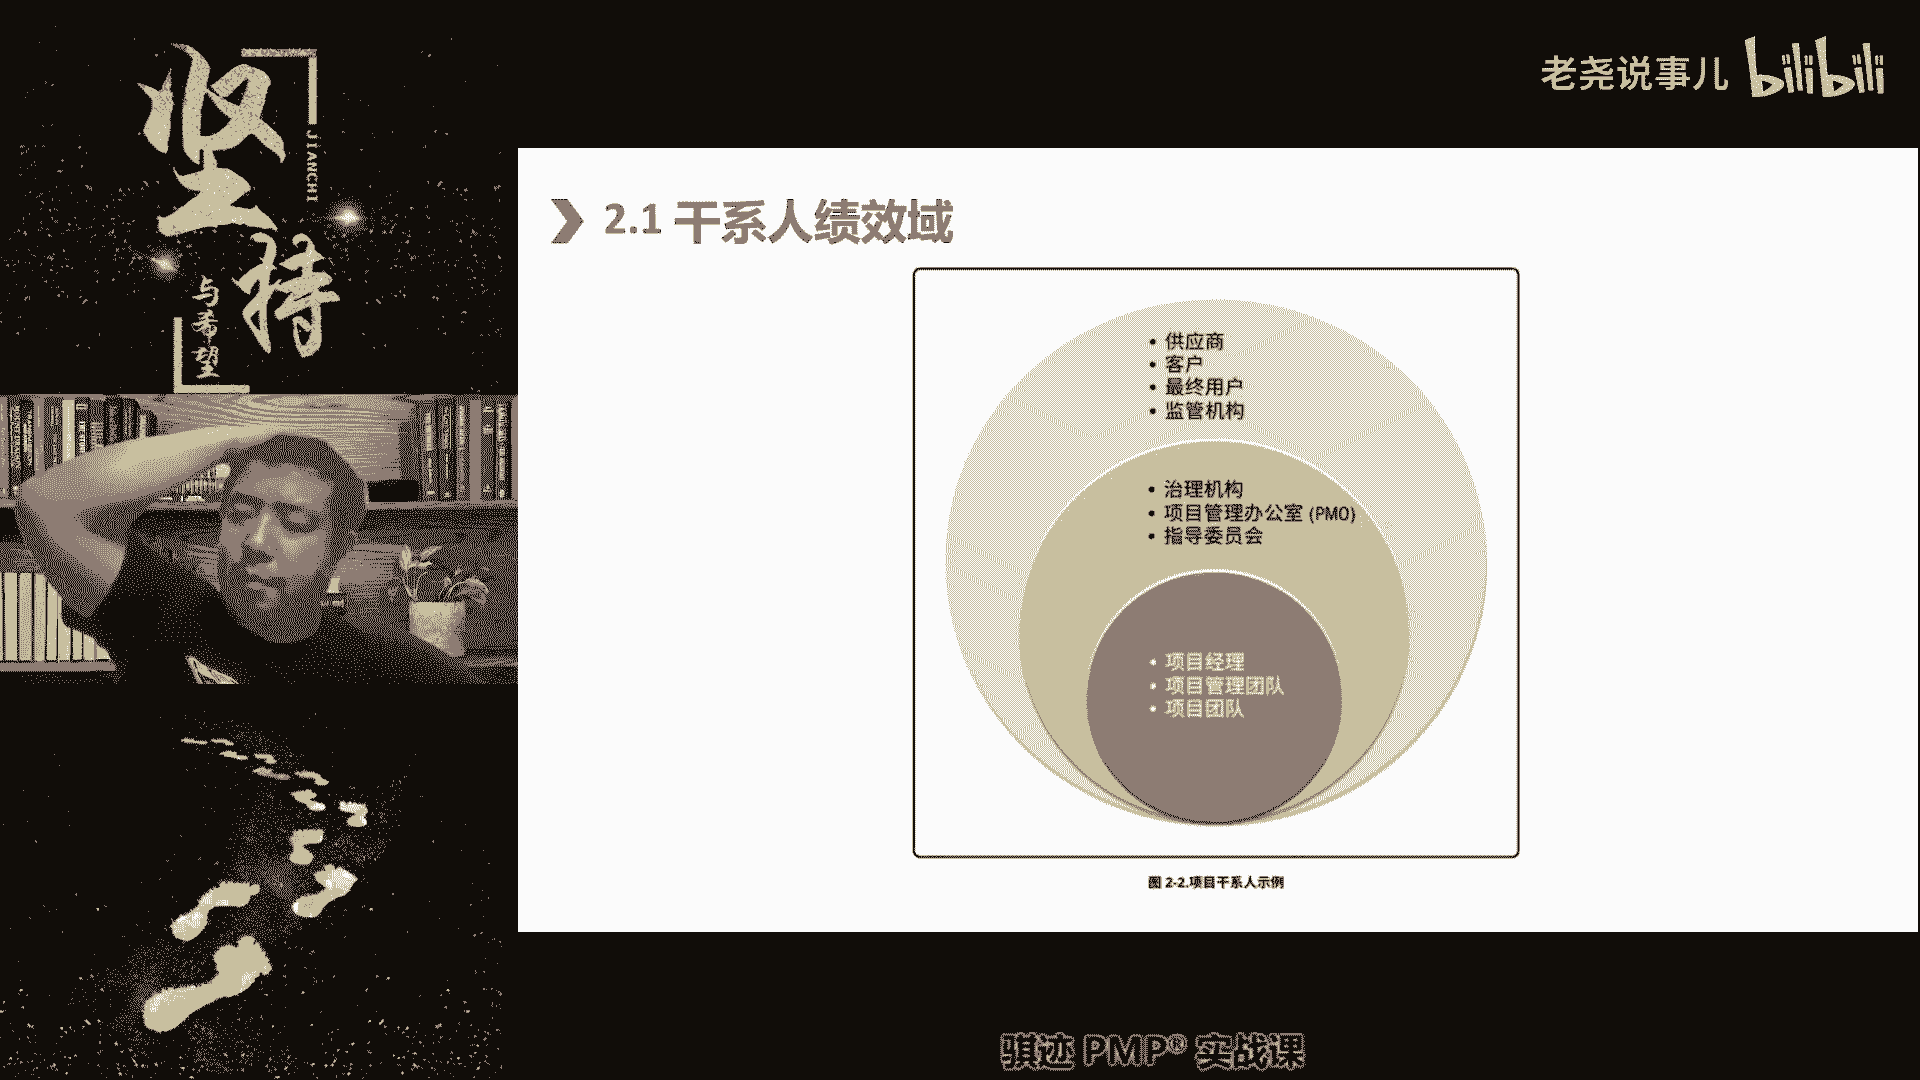 坚持
JIANCHI
与希望
老尧说事儿 bilibili
2.1 干系人绩效域
• 供应商
• 客户
• 最终用户
• 监管机构
• 治理机构
• 项目管理办公室 (PMO)
• 指导委员会
• 项目经理
• 项目管理团队
• 项目团队
图 2-2.项目干系人示例
骐迹 PMP® 实战课